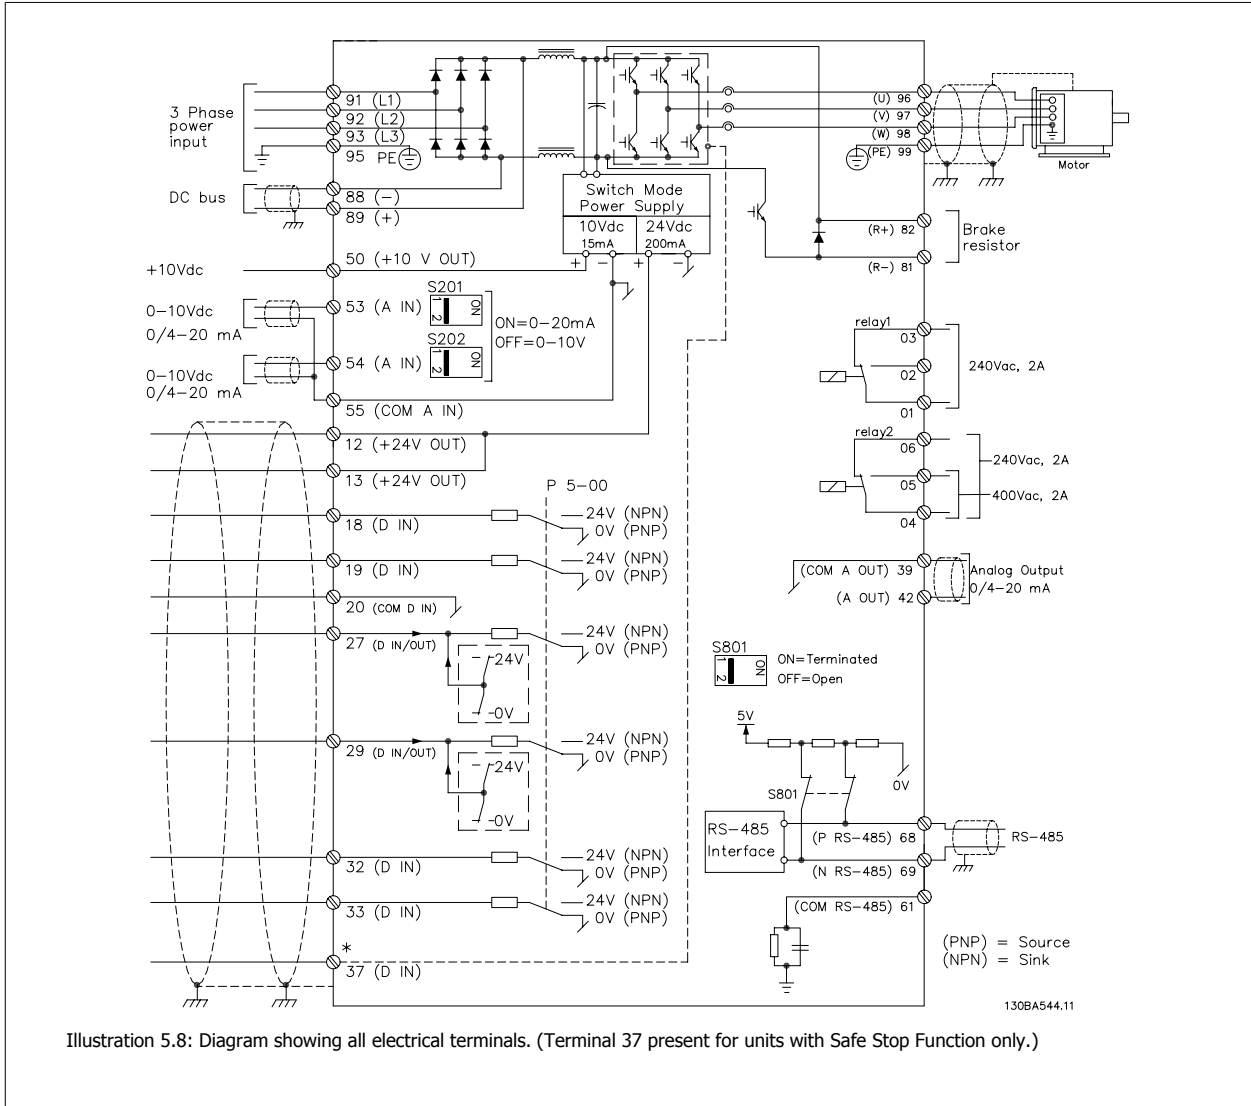 3 Phase
power
input
91 (L1)
92 (L2)
93 (L3)
95 PE
DC bus
88 (−)
89 (+)
Switch Mode
Power Supply
10Vdc
15mA
24Vdc
200mA
+ − + −
(U) 96
(V) 97
(W) 98
(PE) 99
Motor
(R+) 82
(R−) 81
Brake
resistor
+10Vdc
50 (+10 V OUT)
0−10Vdc
0/4−20 mA
53 (A IN)
S201
ON
1 2
ON=0−20mA
OFF=0−10V
S202
ON
1 2
0−10Vdc
0/4−20 mA
54 (A IN)
55 (COM A IN)
12 (+24V OUT)
13 (+24V OUT)
relay1
03
02
01
240Vac, 2A
relay2
06
05
04
240Vac, 2A
400Vac, 2A
P 5-00
18 (D IN)
24V (NPN)
0V (PNP)
19 (D IN)
24V (NPN)
0V (PNP)
20 (COM D IN)
27 (D IN/OUT)
24V (NPN)
0V (PNP)
24V
0V
29 (D IN/OUT)
24V (NPN)
0V (PNP)
24V
0V
32 (D IN)
24V (NPN)
0V (PNP)
33 (D IN)
24V (NPN)
0V (PNP)
*
37 (D IN)
(COM A OUT) 39
(A OUT) 42
Analog Output
0/4−20 mA
S801
ON
1 2
ON=Terminated
OFF=Open
5V
S801
0V
RS−485
Interface
(P RS−485) 68
(N RS−485) 69
RS−485
(COM RS−485) 61
(PNP) = Source
(NPN) = Sink
130BA544.11
Illustration 5.8: Diagram showing all electrical terminals. (Terminal 37 present for units with Safe Stop Function only.)